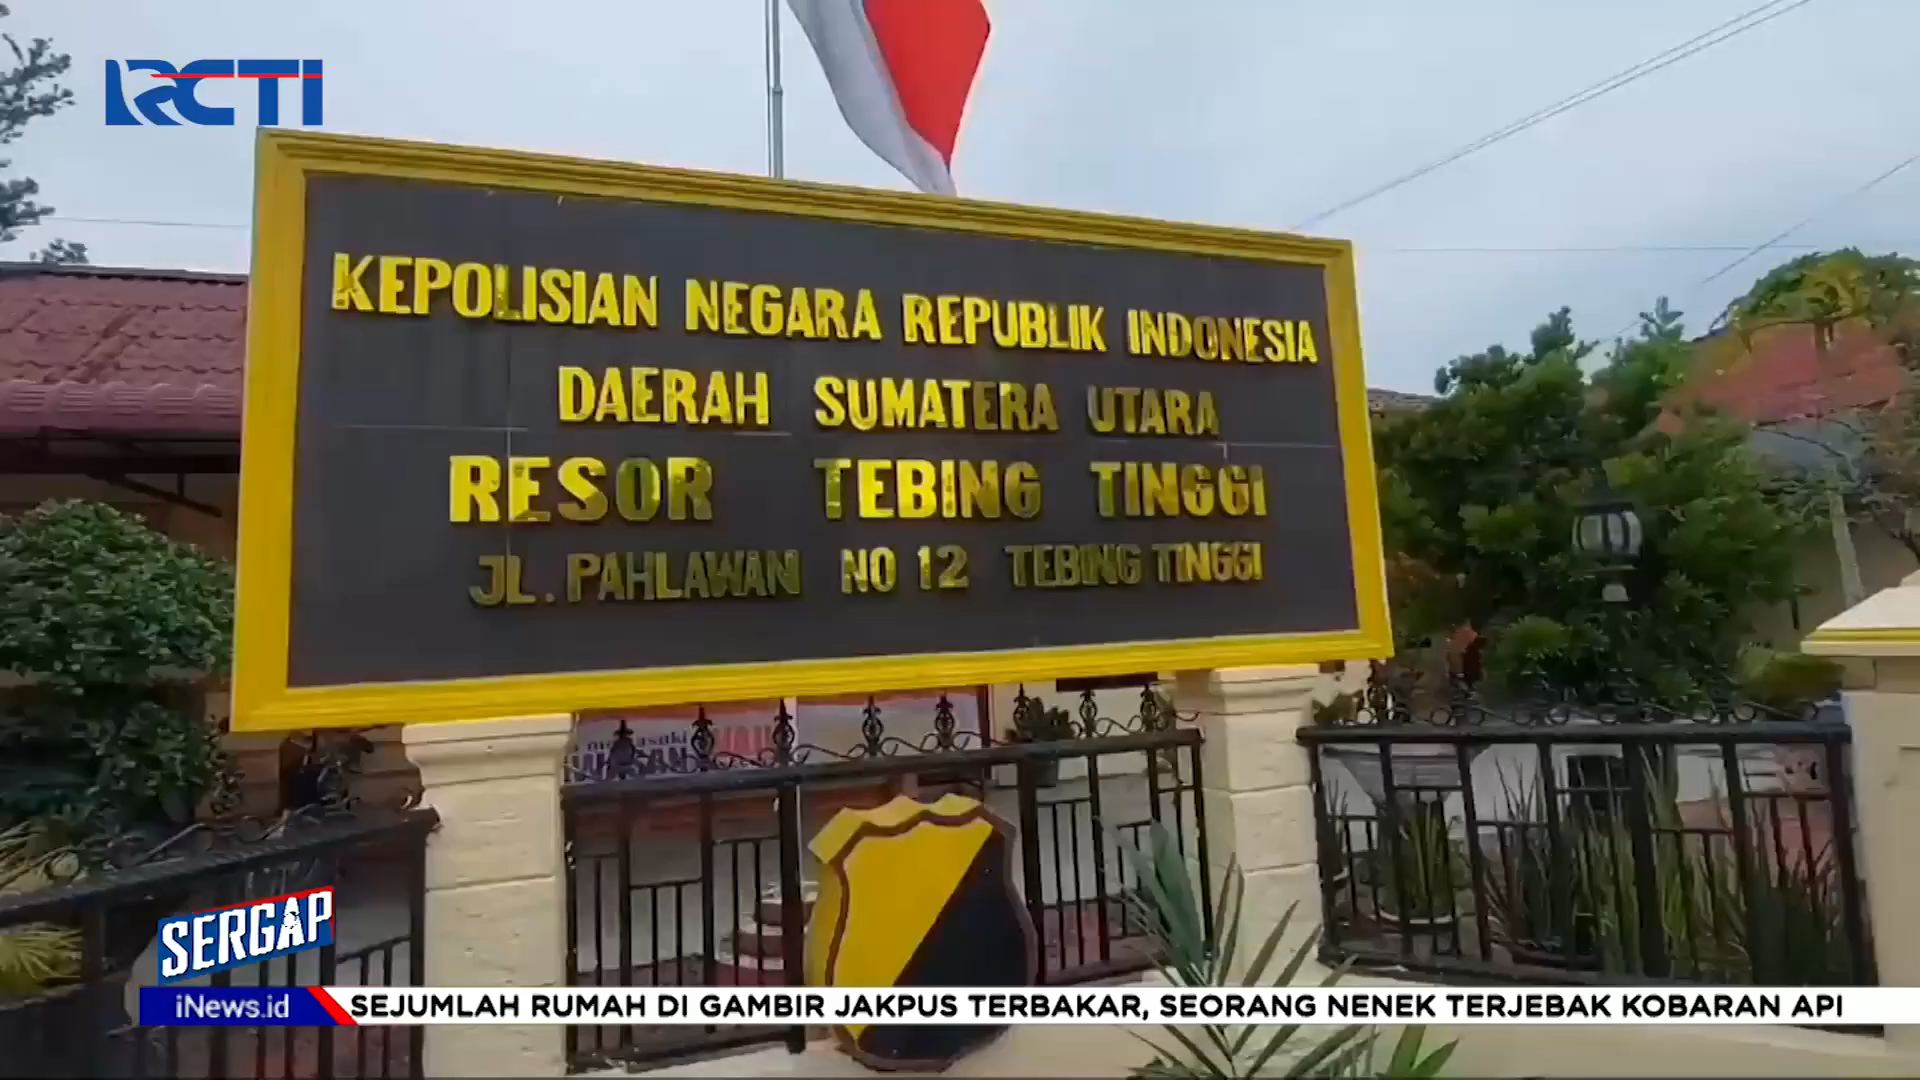 RCTI
KEPOLISIAN NEGARA REPUBLIK INDONESIA
DAERAH SUMATERA UTARA
RESOR TEBING TINGGI
JL. PAHLAWAN NO 12 TEBING TINGGI
SERGAP
iNews.id SEJUMLAH RUMAH DI GAMBIR JAKPUS TERBAKAR, SEORANG NENEK TERJEBAK KOBARAN API